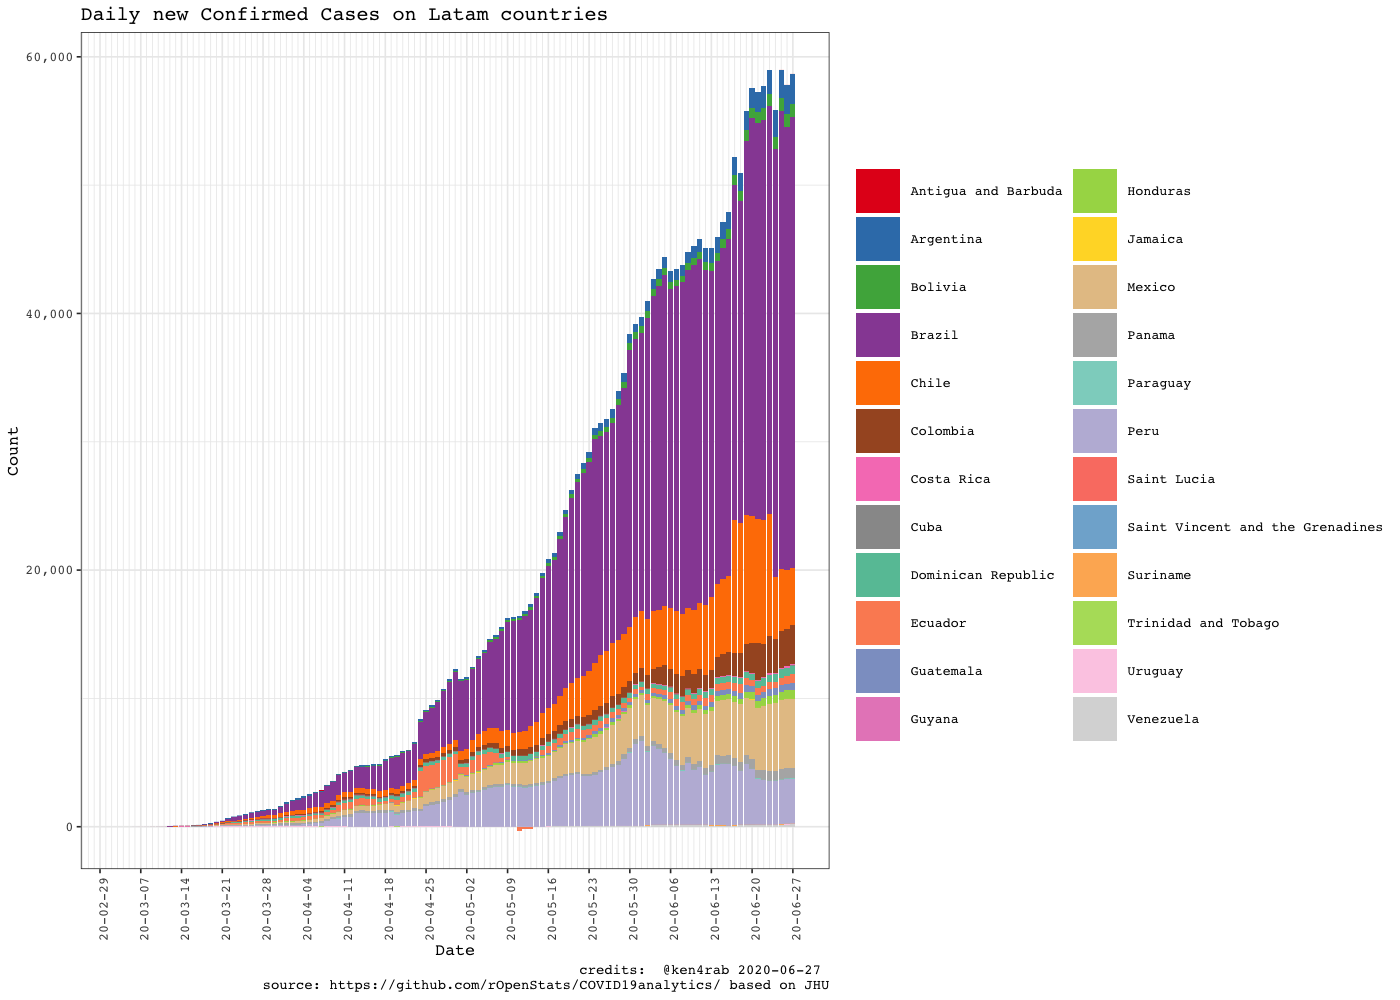 Daily new Confirmed Cases on Latam countries
60,000
40,000
20,000
0
Count
20-02-29
20-03-07
20-03-14
20-03-21
20-03-28
20-04-04
20-04-11
20-04-18
20-04-25
20-05-02
20-05-09
20-05-16
20-05-23
20-05-30
20-06-06
20-06-13
20-06-20
20-06-27
Date
Antigua and Barbuda
Argentina
Bolivia
Brazil
Chile
Colombia
Costa Rica
Cuba
Dominican Republic
Ecuador
Guatemala
Guyana
Honduras
Jamaica
Mexico
Panama
Paraguay
Peru
Saint Lucia
Saint Vincent and the Grenadines
Suriname
Trinidad and Tobago
Uruguay
Venezuela
credits: @ken4rab 2020-06-27
source: https://github.com/rOpenStats/COVID19analytics/ based on JHU